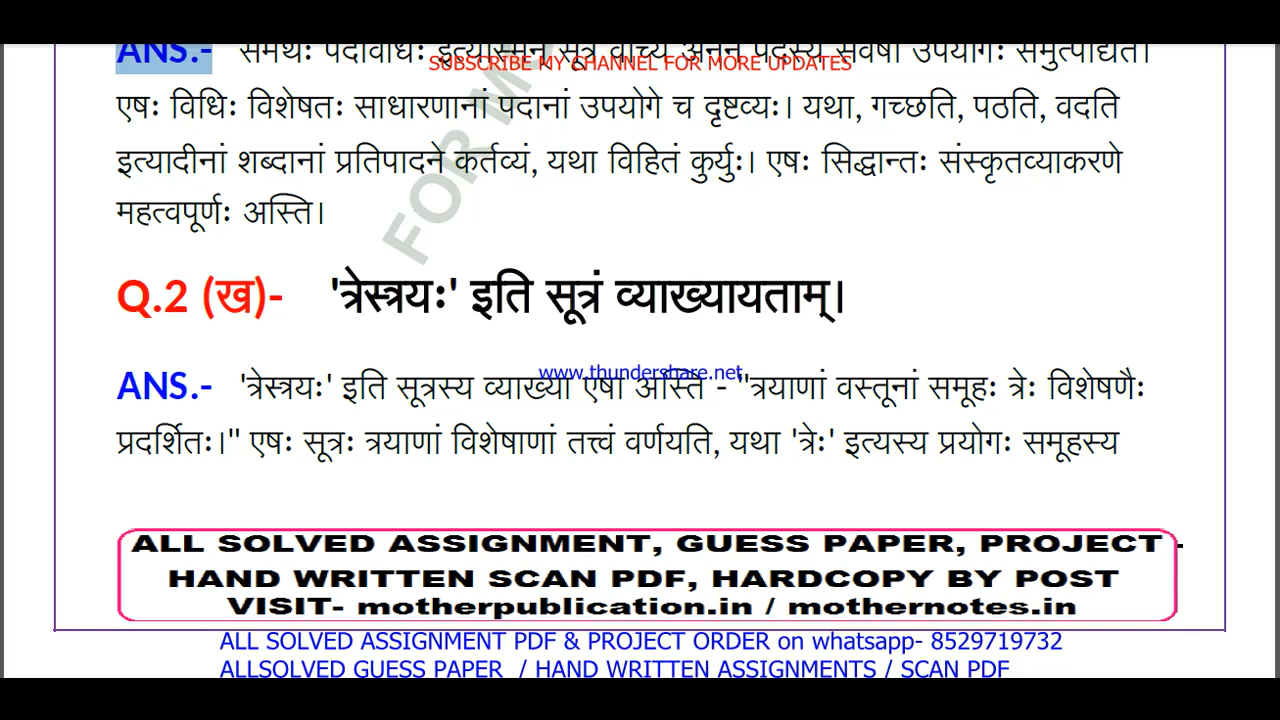 ANS.- समर्थः पदविधिः इत्यस्मिन् सूत्रे वाच्यं अनेन पदस्य सर्वेषां उपयोगः समुत्पाद्यते।
SUBSCRIBE MY CHANNEL FOR MORE UPDATES
एषः विधिः विशेषतः साधारणानां पदानां उपयोगे च दृष्टव्यः। यथा, गच्छति, पठति, वदति
इत्यादीनां शब्दानां प्रतिपादने कर्तव्यं, यथा विहितं कुर्युः। एषः सिद्धान्तः संस्कृतव्याकरणे
महत्वपूर्णः अस्ति।
FOR
Q.2 (ख)- 'त्रेस्त्रयः' इति सूत्रं व्याख्यायताम्।
www.thundershare.net
ANS.- 'त्रेस्त्रयः' इति सूत्रस्य व्याख्या एषा अस्ति - "त्रयाणां वस्तूनां समूहः त्रेः विशेषणैः
प्रदर्शितः।" एषः सूत्रः त्रयाणां विशेषाणां तत्त्वं वर्णयति, यथा 'त्रेः' इत्यस्य प्रयोगः समूहस्य
ALL SOLVED ASSIGNMENT, GUESS PAPER, PROJECT -
HAND WRITTEN SCAN PDF, HARDCOPY BY POST
VISIT- motherpublication.in / mothernotes.in
ALL SOLVED ASSIGNMENT PDF & PROJECT ORDER on whatsapp- 8529719732
ALLSOLVED GUESS PAPER / HAND WRITTEN ASSIGNMENTS / SCAN PDF